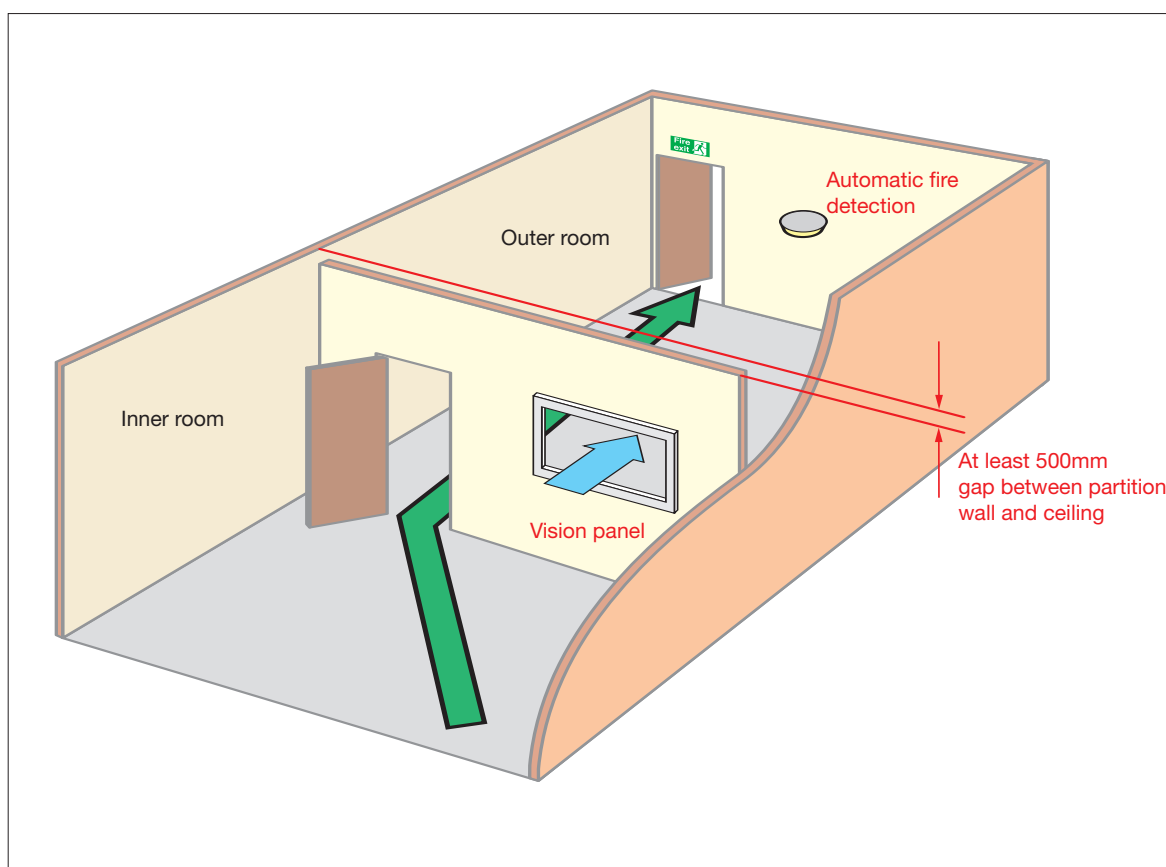 Fire
exit
Automatic fire
detection
Outer room
Inner room
Vision panel
At least 500mm
gap between partition
wall and ceiling